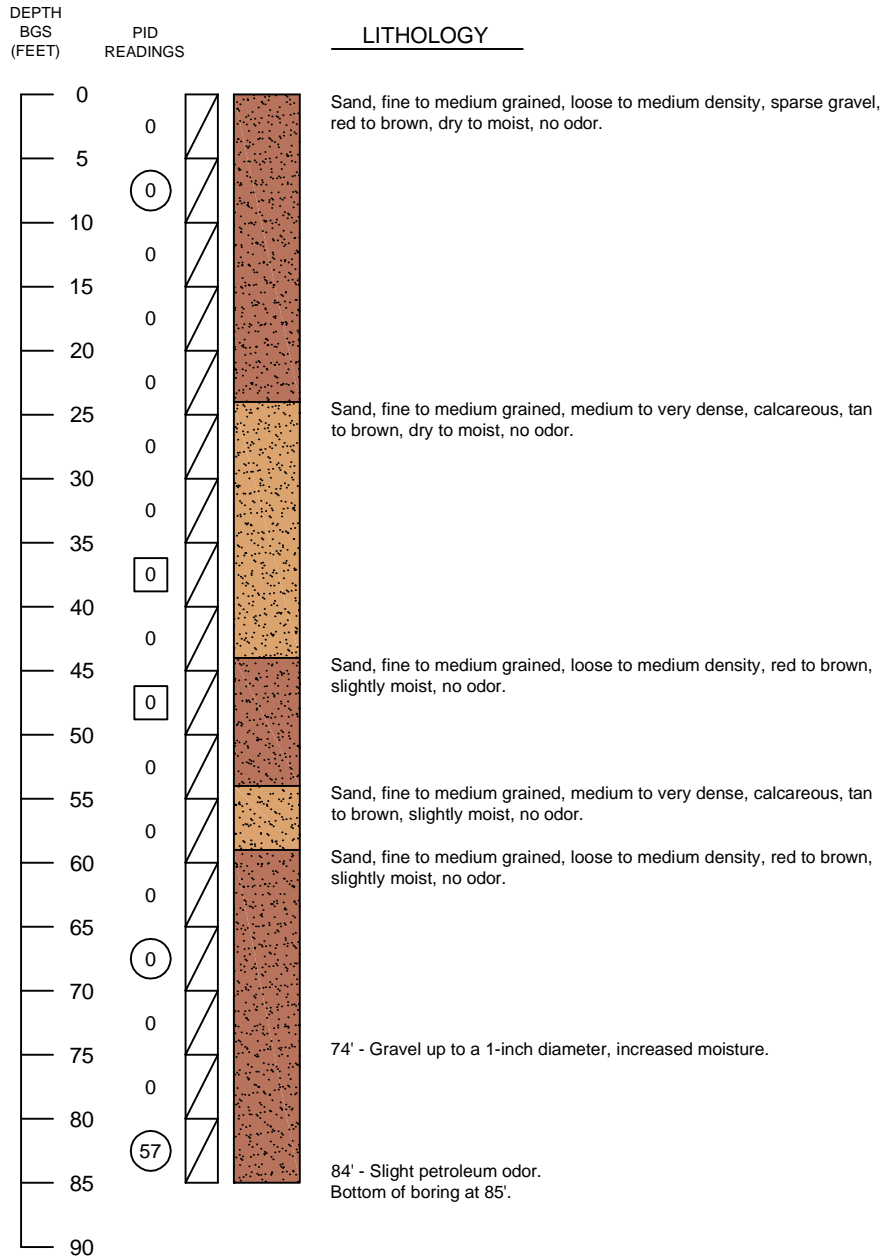 DEPTH
BGS
(FEET)
PID
READINGS
LITHOLOGY
0
0
Sand, fine to medium grained, loose to medium density, sparse gravel,
red to brown, dry to moist, no odor.
5
0
10
0
15
0
20
0
25
Sand, fine to medium grained, medium to very dense, calcareous, tan
to brown, dry to moist, no odor.
0
30
0
35
0
40
0
45
Sand, fine to medium grained, loose to medium density, red to brown,
slightly moist, no odor.
0
50
0
55
Sand, fine to medium grained, medium to very dense, calcareous, tan
to brown, slightly moist, no odor.
0
60
Sand, fine to medium grained, loose to medium density, red to brown,
slightly moist, no odor.
0
65
0
70
0
75
74' - Gravel up to a 1-inch diameter, increased moisture.
0
80
57
84' - Slight petroleum odor.
85
Bottom of boring at 85'.
90